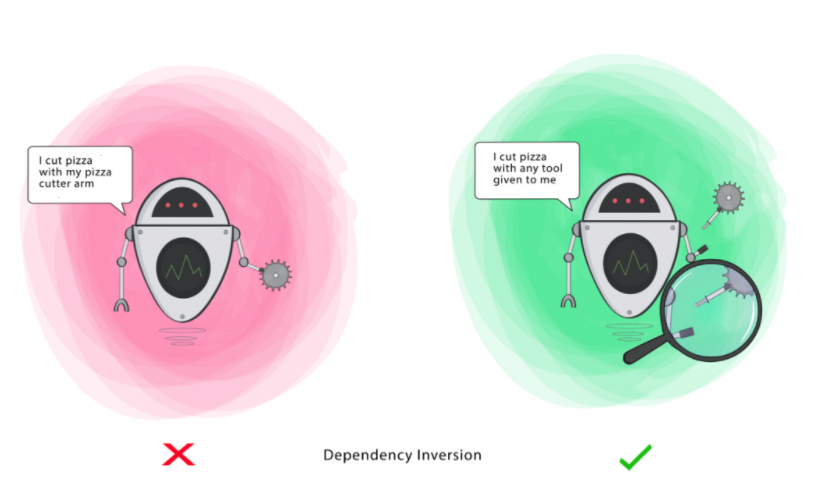 I cut pizza
with my pizza
cutter arm
I cut pizza
with any tool
given to me
Dependency Inversion